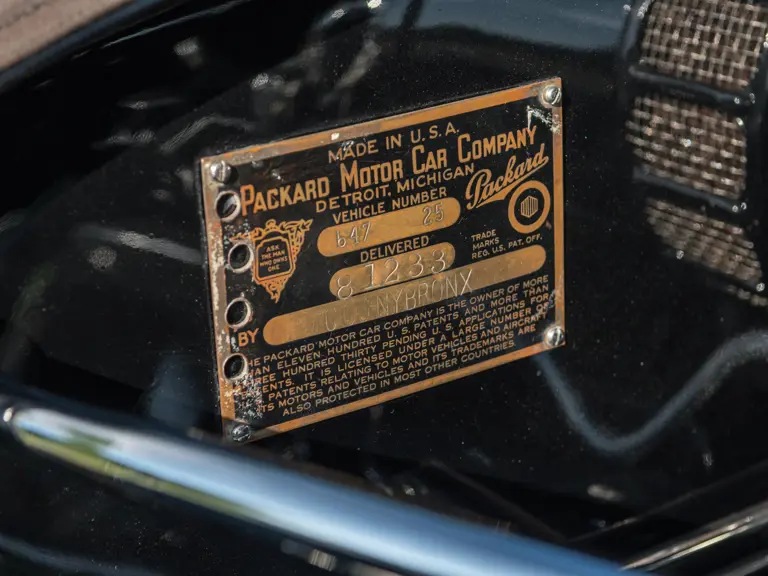 MADE IN U.S.A.
PACKARD MOTOR CAR COMPANY
DETROIT. MICHIGAN
Packard
VEHICLE NUMBER
647 25
ASK
THE MAN
WHO OWNS
ONE
DELIVERED
TRADE
MARKS
REG. U.S. PAT. OFF.
8 1233
BY
NYBRONX
THE PACKARD MOTOR CAR COMPANY IS THE OWNER OF MORE
THAN ELEVEN HUNDRED U.S. PATENTS AND MORE THAN
THREE HUNDRED THIRTY PENDING U.S. APPLICATIONS FOR
PATENTS. IT IS LICENSED UNDER A LARGE NUMBER OF
PATENTS RELATING TO MOTOR VEHICLES AND AIRCRAFT
ITS MOTORS AND VEHICLES AND ITS TRADEMARKS ARE
ALSO PROTECTED IN MOST OTHER COUNTRIES.